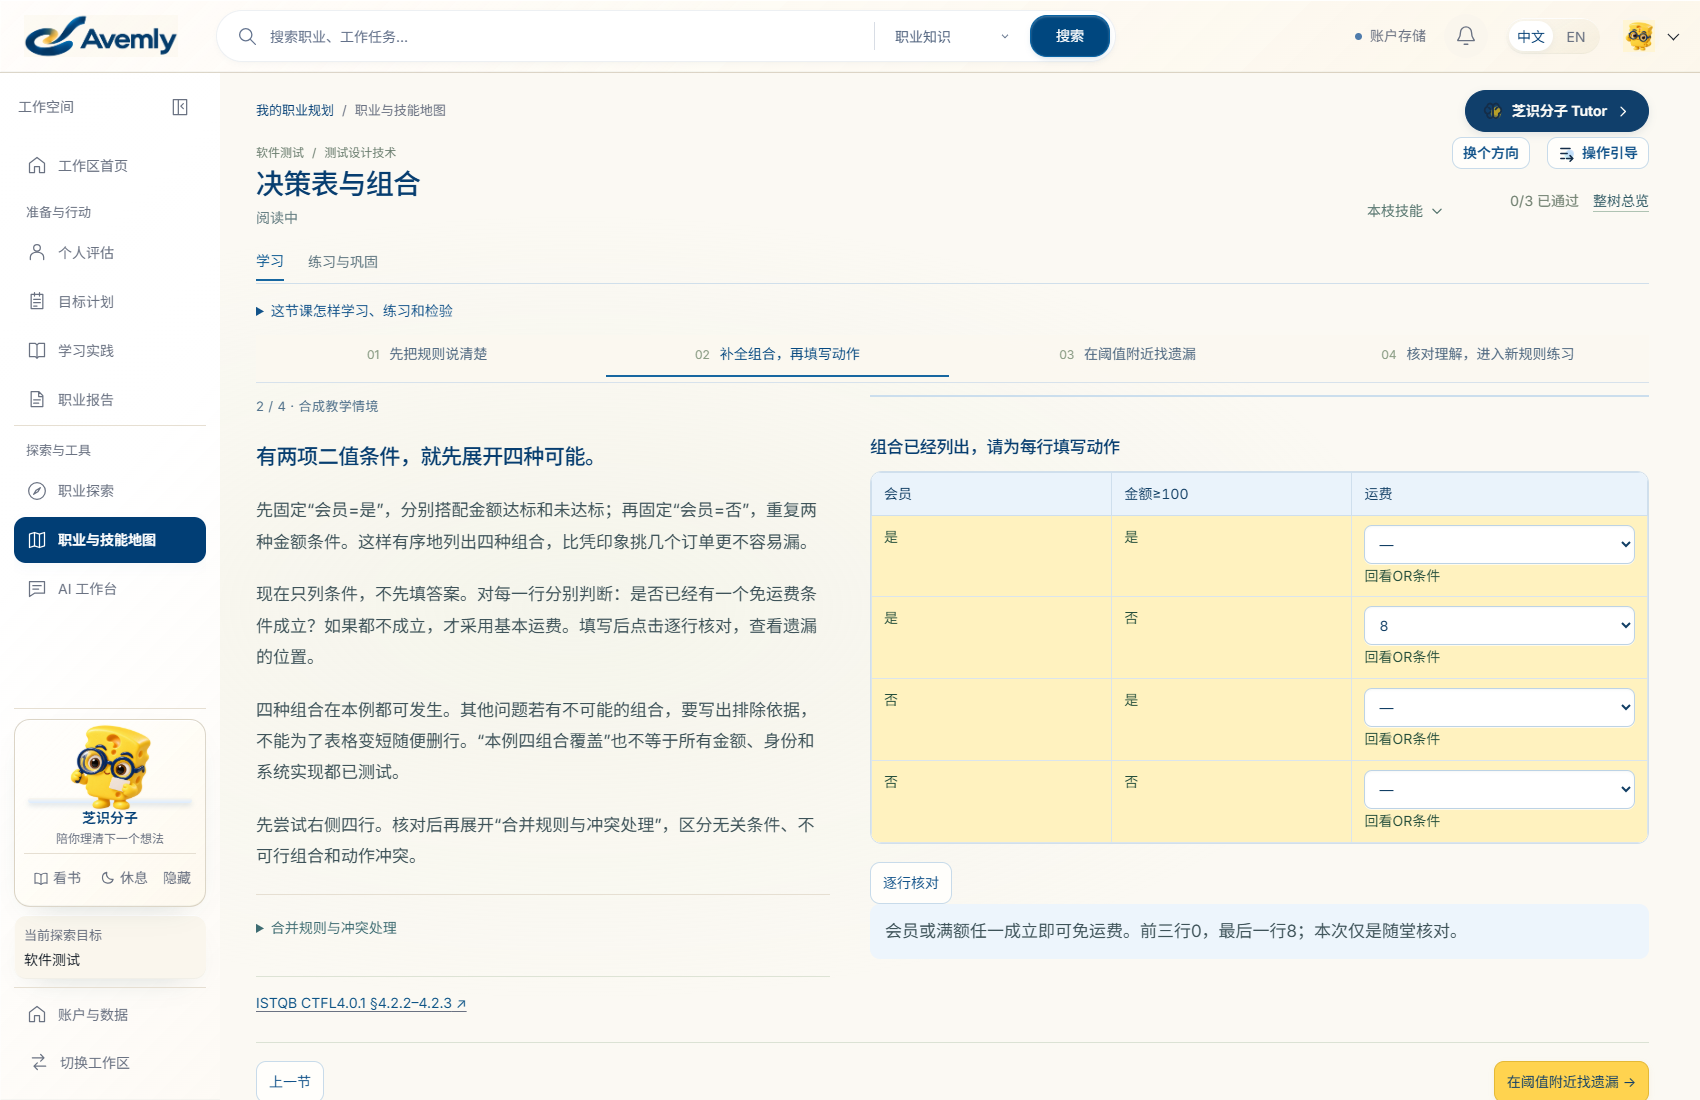 Avemly
搜索职业、工作任务...
职业知识
搜索
账户存储
中文
EN
工作空间
工作区首页
准备与行动
个人评估
目标计划
学习实践
职业报告
探索与工具
职业探索
职业与技能地图
AI 工作台
芝识分子
陪你理清下一个想法
看书
休息
隐藏
当前探索目标
软件测试
账户与数据
切换工作区
我的职业规划 / 职业与技能地图
芝识分子 Tutor
换个方向
操作引导
软件测试 / 测试设计技术
决策表与组合
阅读中
本枝技能
0/3 已通过
整树总览
学习
练习与巩固
这节课怎样学习、练习和检验
01 先把规则说清楚
02 补全组合，再填写动作
03 在阈值附近找遗漏
04 核对理解，进入新规则练习
2 / 4 · 合成教学情境
有两项二值条件，就先展开四种可能。
先固定“会员=是”，分别搭配金额达标和未达标；再固定“会员=否”，重复两
种金额条件。这样有序地列出四种组合，比凭印象挑几个订单更不容易漏。
现在只列条件，不先填答案。对每一行分别判断：是否已经有一个免运费条
件成立？如果都不成立，才采用基本运费。填写后点击逐行核对，查看遗漏
的位置。
四种组合在本例都可发生。其他问题若有不可能的组合，要写出排除依据，
不能为了表格变短随便删行。“本例四组合覆盖”也不等于所有金额、身份和
系统实现都已测试。
先尝试右侧四行。核对后再展开“合并规则与冲突处理”，区分无关条件、不
可行组合和动作冲突。
合并规则与冲突处理
ISTQB CTFL4.0.1 §4.2.2–4.2.3 ↗
上一节
组合已经列出，请为每行填写动作
会员 金额≥100 运费
是 是 —
回看OR条件
是 否 8
回看OR条件
否 是 —
回看OR条件
否 否 —
回看OR条件
逐行核对
会员或满额任一成立即可免运费。前三行0，最后一行8；本次仅是随堂核对。
在阈值附近找遗漏 →